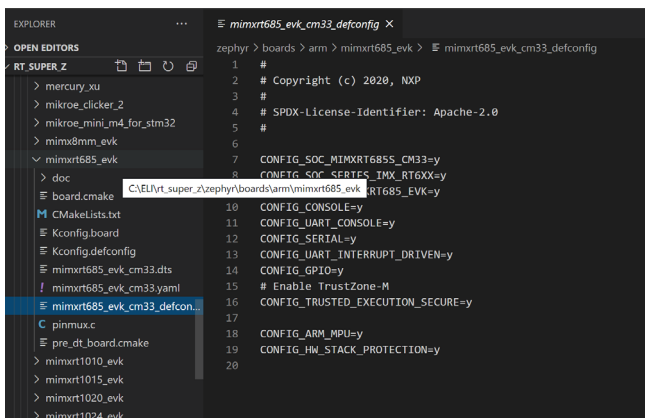 EXPLORER
...
OPEN EDITORS
RT_SUPER_Z
mercury_xu
mikroe_clicker_2
mikroe_mini_m4_for_stm32
mimx8mm_evk
mimxrt685_evk
doc
board.cmake
CMakeLists.txt
Kconfig.board
Kconfig.defconfig
mimxrt685_evk_cm33.dts
mimxrt685_evk_cm33.yaml
mimxrt685_evk_cm33_defcon...
pinmux.c
pre_dt_board.cmake
mimxrt1010_evk
mimxrt1015_evk
mimxrt1020_evk
mimxrt1024_evk
C:\ELI\rt_super_z\zephyr\boards\arm\mimxrt685_evk
mimxrt685_evk_cm33_defconfig
zephyr > boards > arm > mimxrt685_evk > mimxrt685_evk_cm33_defconfig
1 #
2 # Copyright (c) 2020, NXP
3 #
4 # SPDX-License-Identifier: Apache-2.0
5 #
6
7 CONFIG_SOC_MIMXRT685S_CM33=y
8 CONFIG_SOC_SERIES_IMX_RT6XX=y
RT685_EVK=y
10 CONFIG_CONSOLE=y
11 CONFIG_UART_CONSOLE=y
12 CONFIG_SERIAL=y
13 CONFIG_UART_INTERRUPT_DRIVEN=y
14 CONFIG_GPIO=y
15 # Enable TrustZone-M
16 CONFIG_TRUSTED_EXECUTION_SECURE=y
17
18 CONFIG_ARM_MPU=y
19 CONFIG_HW_STACK_PROTECTION=y
20